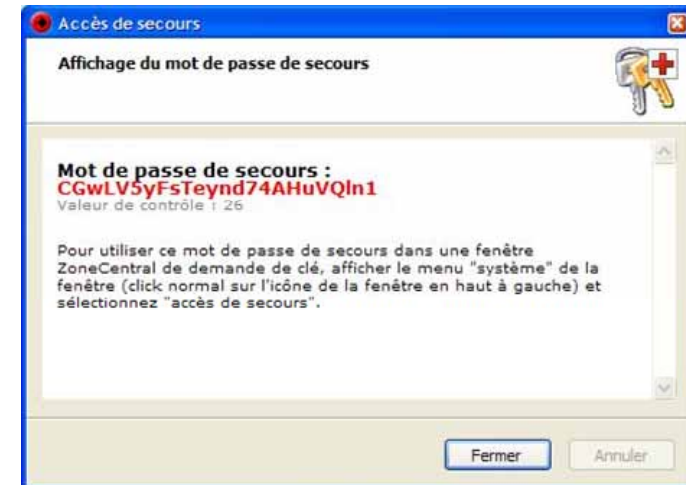 Accès de secours
Affichage du mot de passe de secours
Mot de passe de secours :
CGwLV5yFsTeynd74AHuVQln1
Valeur de contrôle : 26
Pour utiliser ce mot de passe de secours dans une fenêtre
ZoneCentral de demande de clé, afficher le menu "système" de la
fenêtre (click normal sur l'icône de la fenêtre en haut à gauche) et
sélectionnez "accès de secours".
Fermer
Annuler